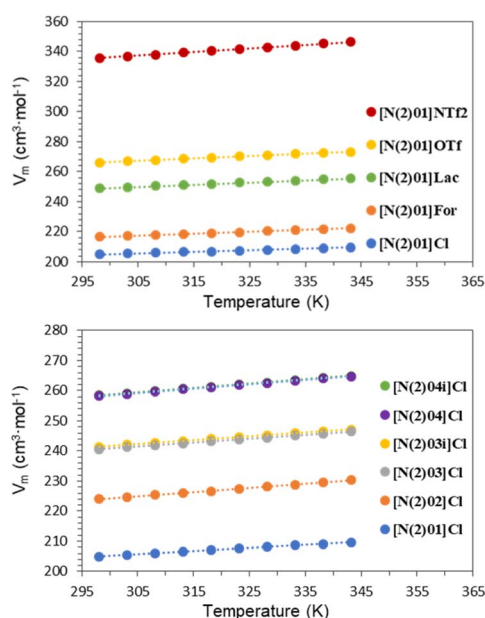 360
340
320
300
280
260
240
220
200
Vm (cm³·mol⁻¹)
[N(2)01]NTf2
[N(2)01]OTf
[N(2)01]Lac
[N(2)01]For
[N(2)01]Cl
295 305 315 325 335 345 355 365
Temperature (K)
280
270
260
250
240
230
220
210
200
Vm (cm³·mol⁻¹)
[N(2)04i]Cl
[N(2)04]Cl
[N(2)03i]Cl
[N(2)03]Cl
[N(2)02]Cl
[N(2)01]Cl
295 305 315 325 335 345 355 365
Temperature (K)